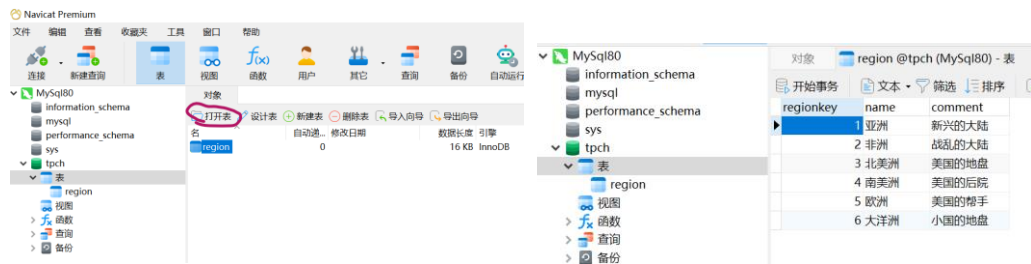 Navicat Premium
文件 编辑 查看 收藏夹 工具 窗口 帮助
连接 新建查询 表 视图 函数 用户 其它 查询 备份 自动运行
MySql80
information_schema
mysql
performance_schema
sys
tpch
表
region
视图
函数
查询
备份
对象
打开表 设计表 新建表 删除表 导入向导 导出向导
名 自动递... 修改日期 数据长度 引擎
region 0 16 KB InnoDB
MySql80
information_schema
mysql
performance_schema
sys
tpch
表
region
视图
函数
查询
备份
对象 region @tpch (MySql80) - 表
开始事务 文本 筛选 排序
regionkey name comment
1 亚洲 新兴的大陆
2 非洲 战乱的大陆
3 北美洲 美国的地盘
4 南美洲 美国的后院
5 欧洲 美国的帮手
6 大洋洲 小国的地盘